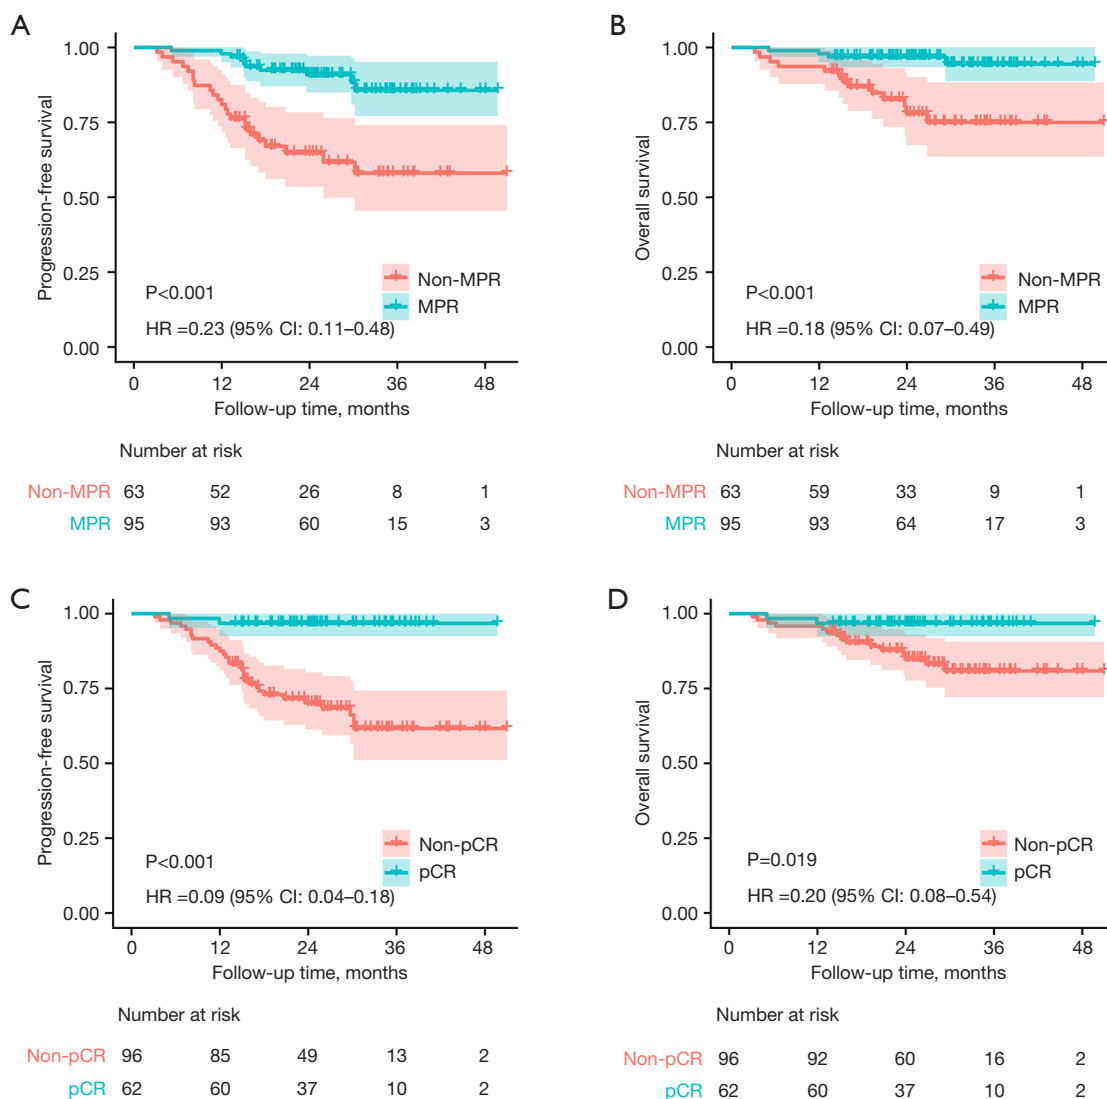 A
1.00
0.75
0.50
0.25
0.00
Progression-free survival
Non-MPR
MPR
P<0.001
HR =0.23 (95% CI: 0.11–0.48)
0 12 24 36 48
Follow-up time, months
Number at risk
Non-MPR 63 52 26 8 1
MPR 95 93 60 15 3
B
1.00
0.75
0.50
0.25
0.00
Overall survival
Non-MPR
MPR
P<0.001
HR =0.18 (95% CI: 0.07–0.49)
0 12 24 36 48
Follow-up time, months
Number at risk
Non-MPR 63 59 33 9 1
MPR 95 93 64 17 3
C
1.00
0.75
0.50
0.25
0.00
Progression-free survival
Non-pCR
pCR
P<0.001
HR =0.09 (95% CI: 0.04–0.18)
0 12 24 36 48
Follow-up time, months
Number at risk
Non-pCR 96 85 49 13 2
pCR 62 60 37 10 2
D
1.00
0.75
0.50
0.25
0.00
Overall survival
Non-pCR
pCR
P=0.019
HR =0.20 (95% CI: 0.08–0.54)
0 12 24 36 48
Follow-up time, months
Number at risk
Non-pCR 96 92 60 16 2
pCR 62 60 37 10 2